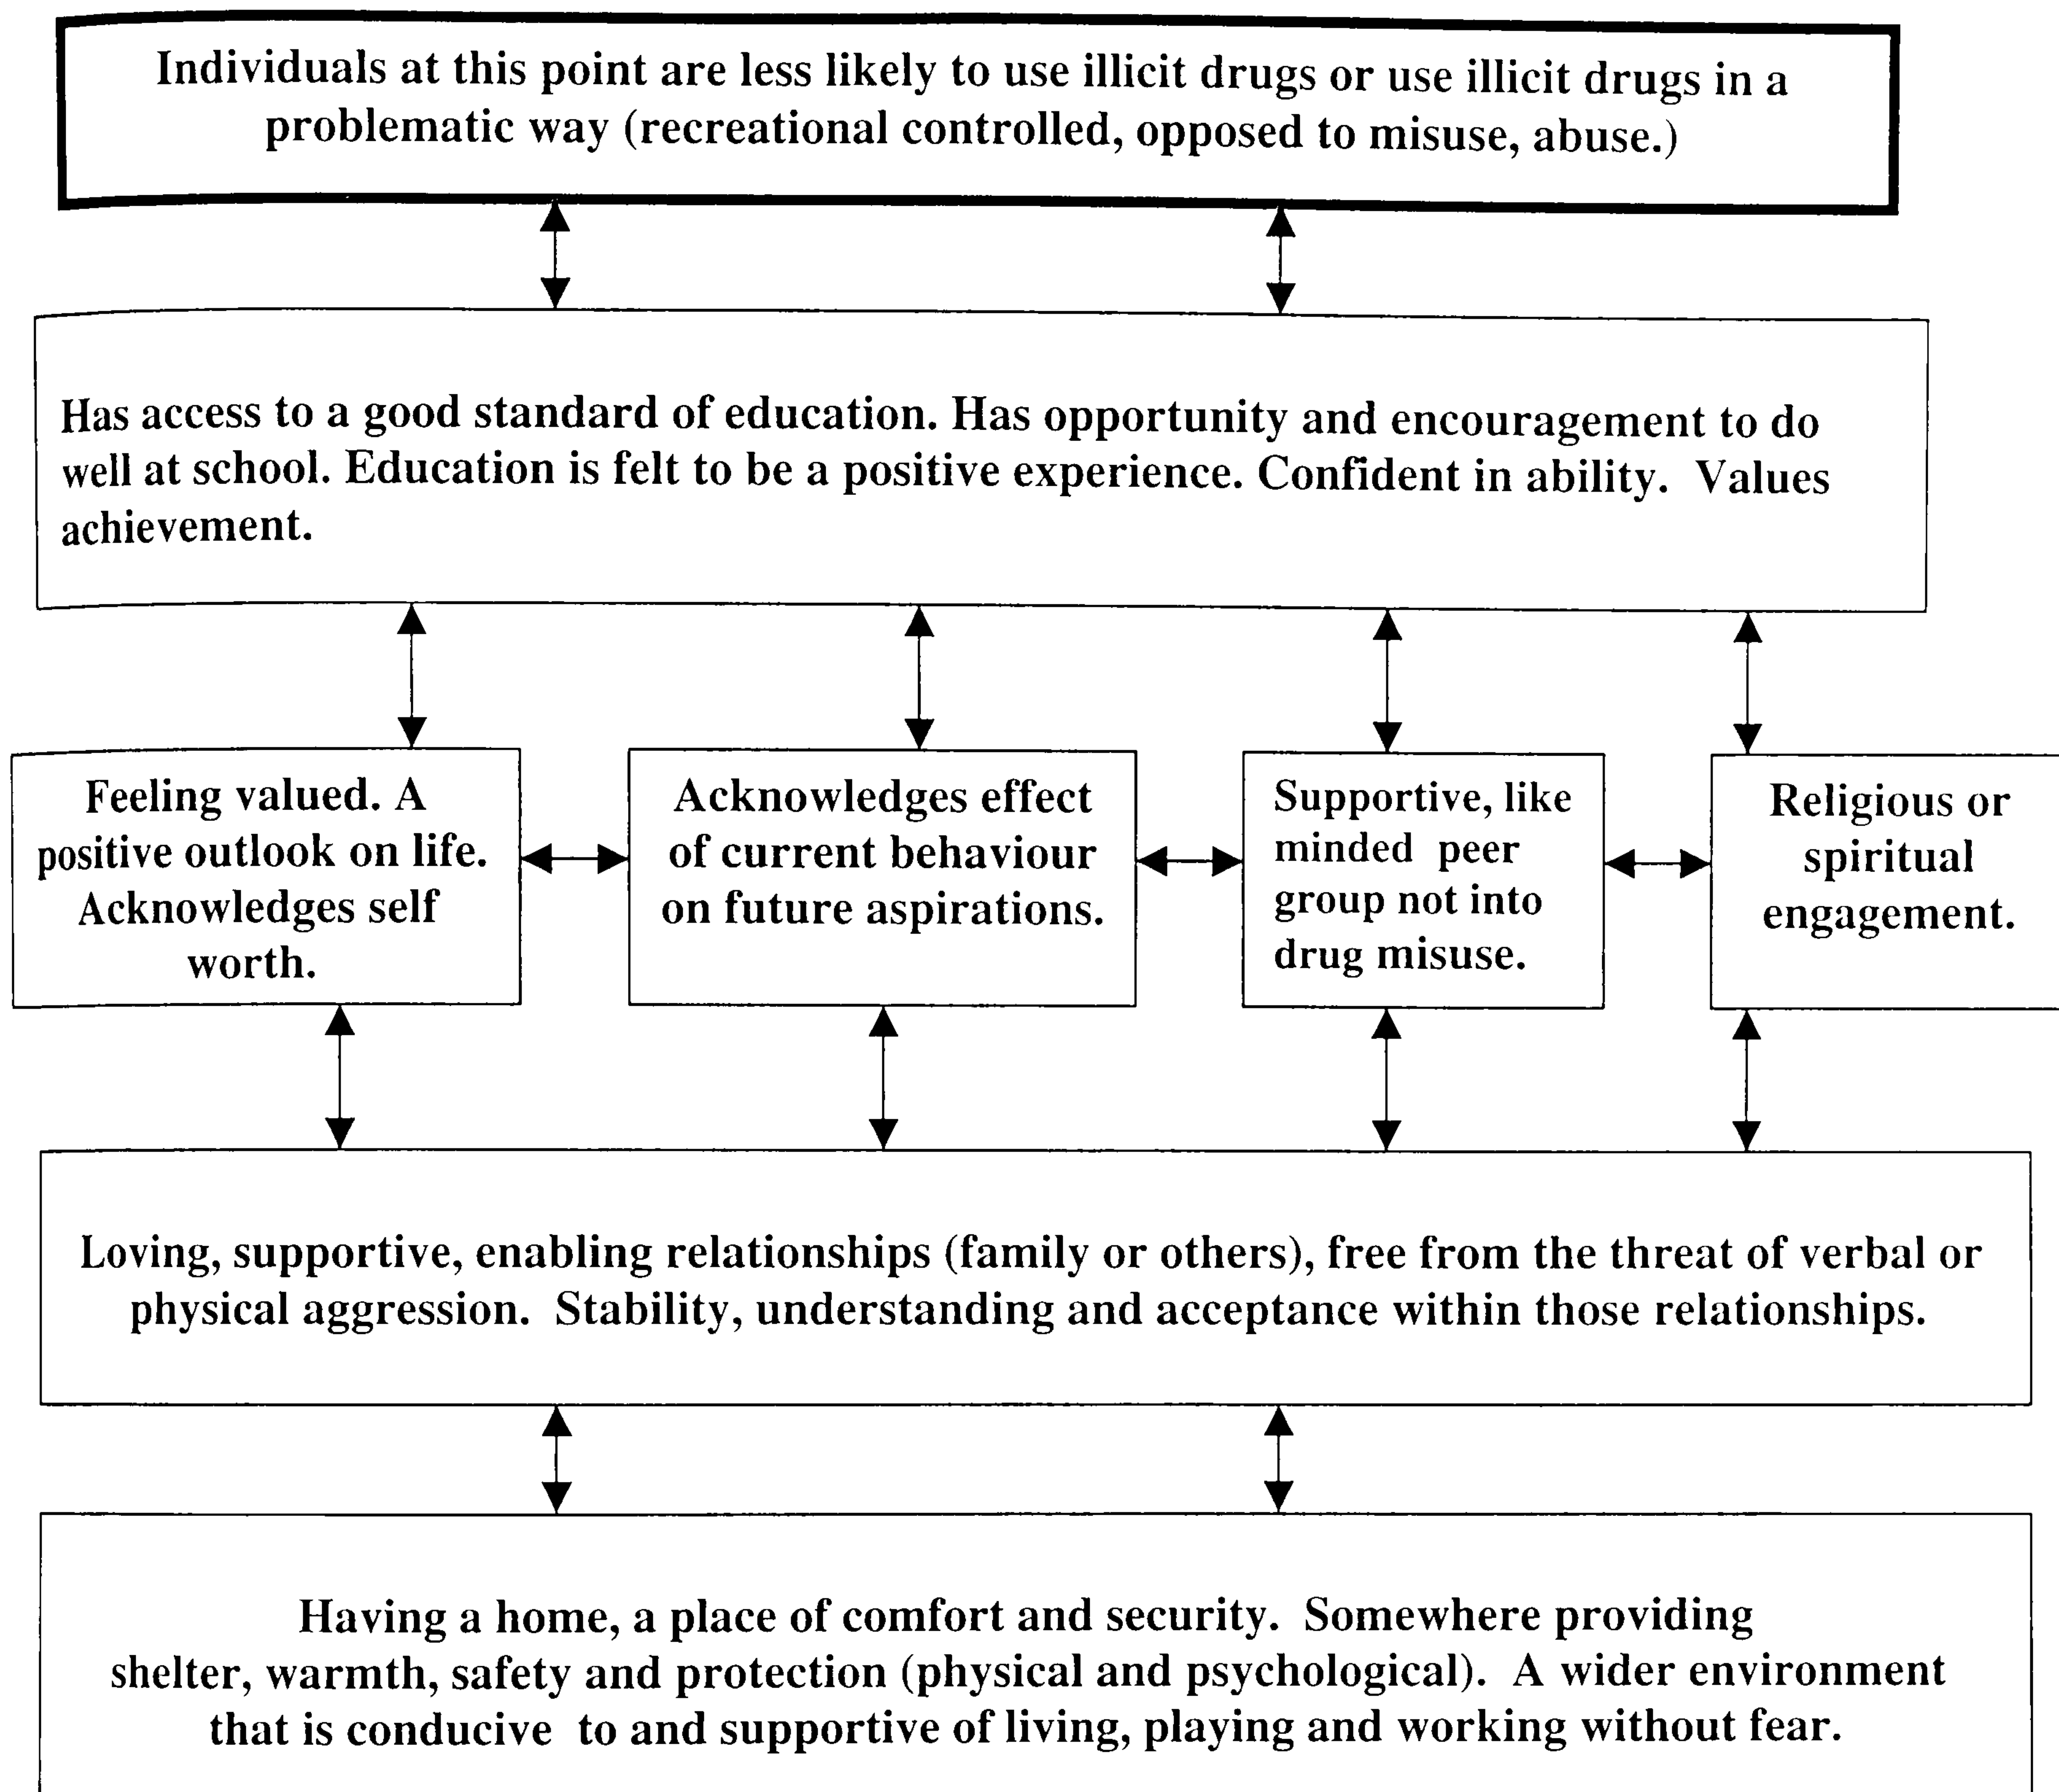 Individuals at this point are less likely to use illicit drugs or use illicit drugs in a
problematic way (recreational controlled, opposed to misuse, abuse.)
Has access to a good standard of education. Has opportunity and encouragement to do
well at school. Education is felt to be a positive experience. Confident in ability.  Values
achievement.
Feeling valued. A
positive outlook on life.
Acknowledges self
worth.
Acknowledges effect
of current behaviour
on future aspirations.
Supportive, like
minded  peer
group not into
drug misuse.
Religious or
spiritual
engagement.
Loving, supportive, enabling relationships (family or others), free from the threat of verbal or
physical aggression.  Stability, understanding and acceptance within those relationships.
Having a home, a place of comfort and security.  Somewhere providing
shelter, warmth, safety and protection (physical and psychological).  A wider environment
that is conducive  to and supportive of living, playing and working without fear.